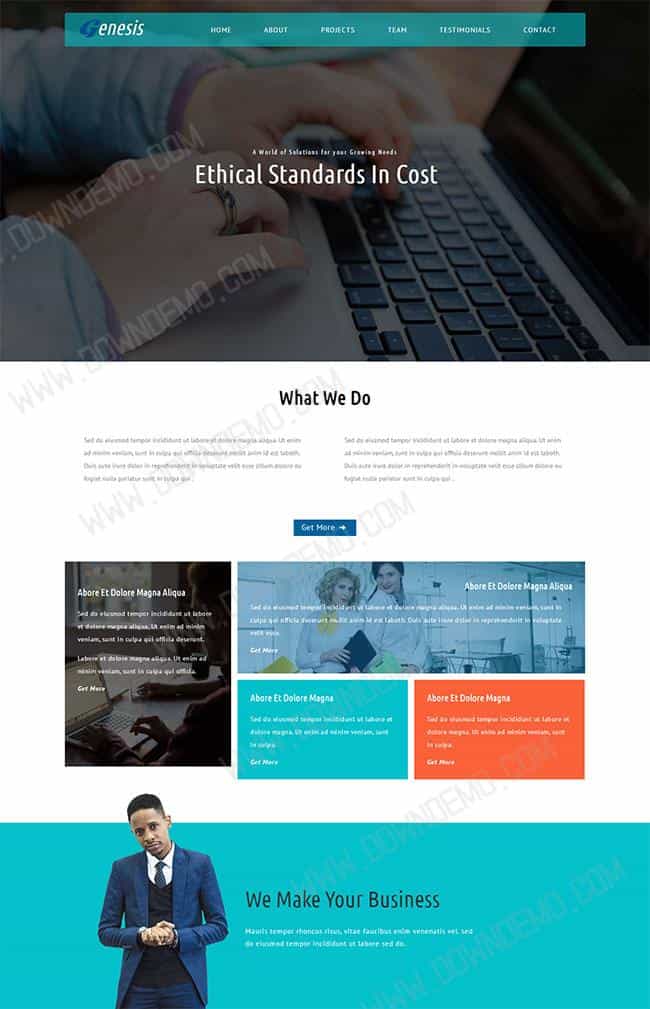 Genesis
HOME ABOUT PROJECTS TEAM TESTIMONIALS CONTACT
A World of Solutions for your Growing Needs
Ethical Standards In Cost
What We Do
Sed do eiusmod tempor incididunt ut labore et dolore magna aliqua. Ut enim
ad minim veniam, sunt in culpa qui officia deserunt mollit anim id est laboth.
Duis aute irure dolor in reprehenderit in voluptate velit esse cillum dolore eu
fugiat nulla pariatur sunt in culpa qui .
Sed do eiusmod tempor incididunt ut labore et dolore magna aliqua. Ut enim
ad minim veniam, sunt in culpa qui officia deserunt mollit anim id est laboth.
Duis aute irure dolor in reprehenderit in voluptate velit esse cillum dolore eu
fugiat nulla pariatur sunt in culpa qui .
Get More ➜
Abore Et Dolore Magna Aliqua
Sed do eiusmod tempor incididunt ut labore et
dolore magna aliqua. Ut enim ad minim
veniam, sunt in culpa qui officia deserunt.
Labore et dolore magna aliqua. Ut enim ad
minim veniam, sunt in culpa qui officia.
Get More
Abore Et Dolore Magna Aliqua
Sed do eiusmod tempor incididunt ut labore et dolore magna aliqua. Ut enim ad minim veniam, sunt in
culpa qui officia deserunt mollit anim id est laboth. Duis aute irure dolor in reprehenderit in voluptate
velit esse.
Get More
Abore Et Dolore Magna
Sed do eiusmod tempor incididunt ut labore et
dolore magna. Ut enim ad minim veniam, sunt
in culpa.
Get More
Abore Et Dolore Magna
Sed do eiusmod tempor incididunt ut labore et
dolore magna. Ut enim ad minim veniam, sunt
in culpa.
Get More
We Make Your Business
Mauris tempor rhoncus risus, vitae faucibus enim venenatis vel. sed
do eiusmod tempor incididunt ut labore sed do.
WWW.DOWNDEMO.COM